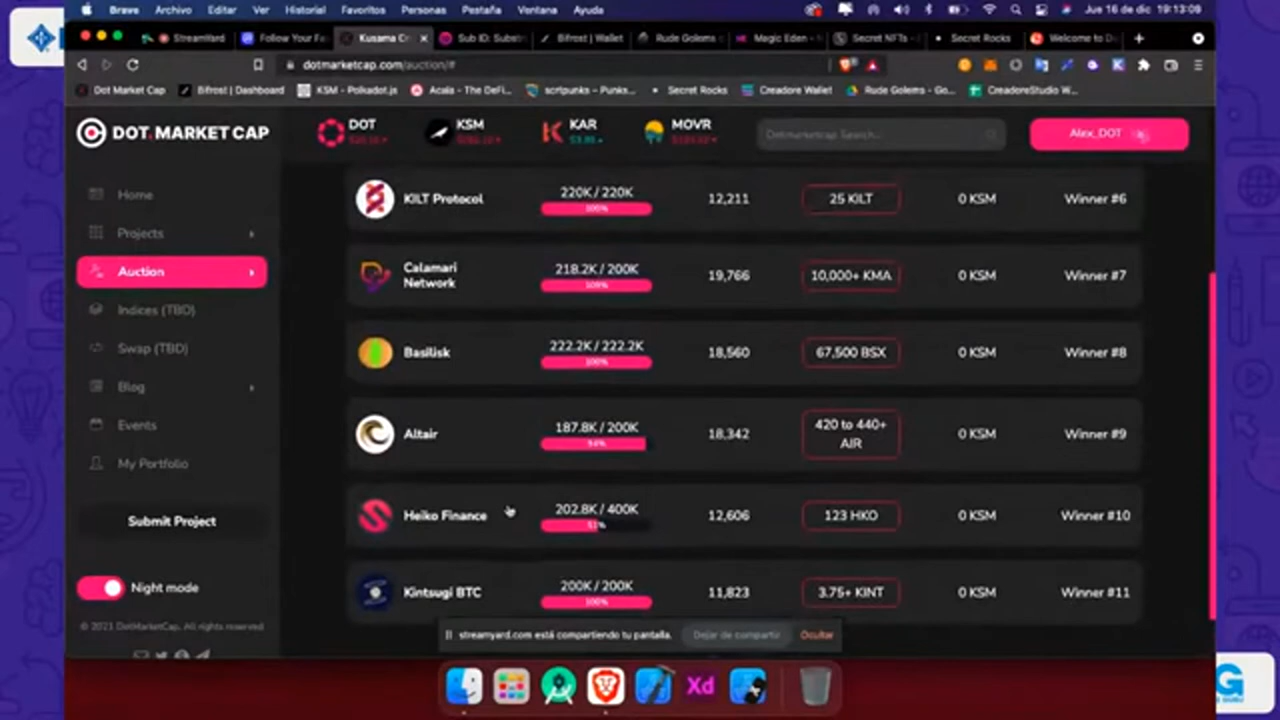 Brave Archivo Editar Ver Historial Favoritos Personas Pestaña Ventana Ayuda
Jue 16 de dic 19:13:09
StreamYard
Follow Your Fa
Kusama Cr
Sub ID: Subst
Bifrost | Wallet
Rude Golems
Magic Eden - 
Secret NFTs -
Secret Rocks
Welcome to D
dotmarketcap.com/auction/#
Dot Market Cap
Bifrost | Dashboard
KSM - Polkadot.js
Acala - The DeFi...
scripunks – Punks...
Secret Rocks
Creadore Wallet
Rude Golems - Go...
CreadoreStudio W...
DOT.MARKET CAP
DOT
KSM
KAR
MOVR
Dotmarketcap Search...
Alex_DOT
Home
Projects
Auction
Indices (TBD)
Swap (TBD)
Blog
Events
My Portfolio
Submit Project
Night mode
© 2021 DotMarketCap. All rights reserved
KILT Protocol
220K / 220K
100%
12,211
25 KILT
0 KSM
Winner #6
Calamari
Network
218.2K / 200K
109%
19,766
10,000+ KMA
0 KSM
Winner #7
Basilisk
222.2K / 222.2K
100%
18,560
67,500 BSX
0 KSM
Winner #8
Altair
187.8K / 200K
94%
18,342
420 to 440+
AIR
0 KSM
Winner #9
Heiko Finance
202.8K / 400K
51%
12,606
123 HKO
0 KSM
Winner #10
Kintsugi BTC
200K / 200K
100%
11,823
3.75+ KINT
0 KSM
Winner #11
streamyard.com está compartiendo tu pantalla.
Dejar de compartir
Ocultar
Xd
G